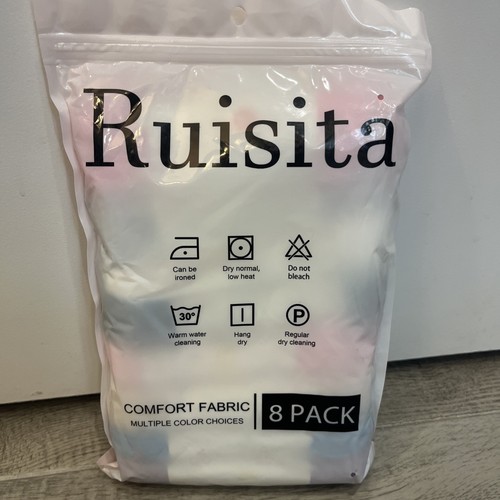 Ruisita
Can be
ironed
Dry normal,
low heat
Do not
bleach
30°
Warm water
cleaning
Hang
dry
P
Regular
dry cleaning
COMFORT FABRIC
MULTIPLE COLOR CHOICES
8 PACK